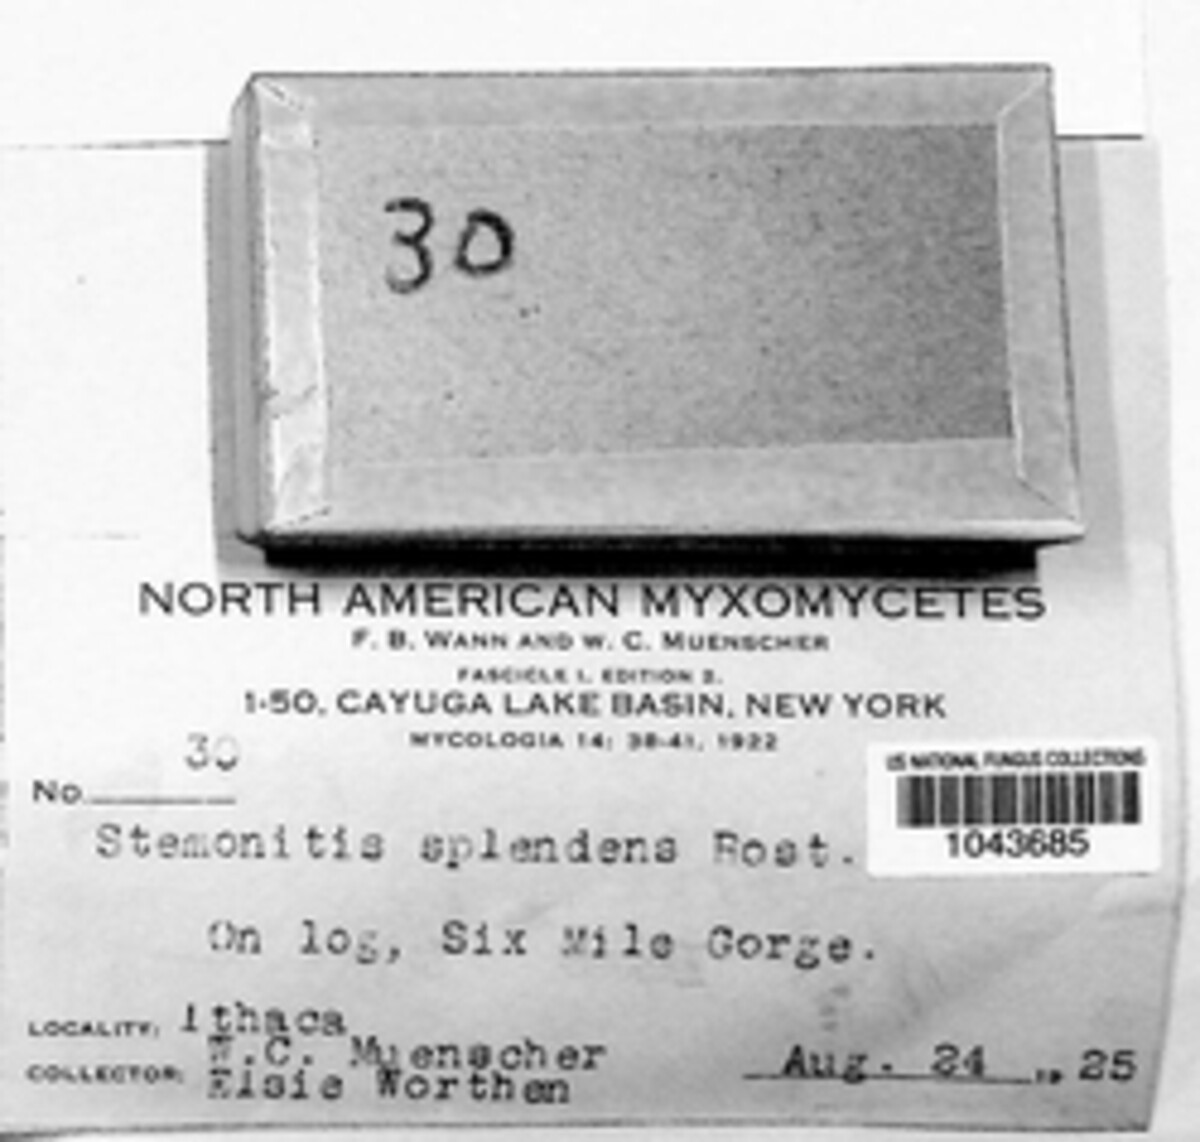 30
NORTH AMERICAN MYXOMYCETES
F. B. WANN AND W. C. MUENSCHER
FASCICLE 1. EDITION 2.
1-50, CAYUGA LAKE BASIN, NEW YORK
MYCOLOGIA 14: 38-41, 1922
No. 30
US NATIONAL FUNGUS COLLECTIONS
1043685
Stemonitis splendens Rost.
On log, Six Mile Gorge.
LOCALITY: Ithaca
COLLECTOR: W.C. Muenscher
Elsie Worthen
Aug. 24 19 25